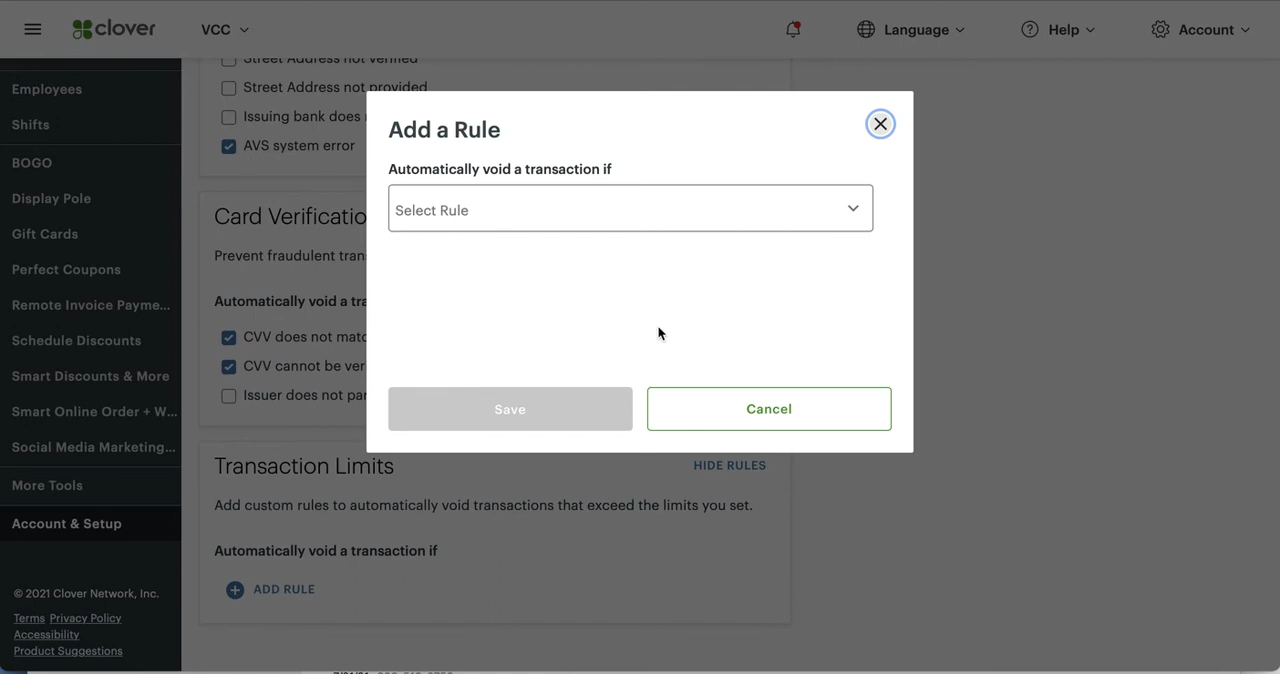 clover
VCC
Language
Help
Account
Employees
Shifts
BOGO
Display Pole
Gift Cards
Perfect Coupons
Remote Invoice Payme...
Schedule Discounts
Smart Discounts & More
Smart Online Order + W...
Social Media Marketing...
More Tools
Account & Setup
© 2021 Clover Network, Inc.
Terms Privacy Policy
Accessibility
Product Suggestions
Street Address not verified
Street Address not provided
Issuing bank does
AVS system error
Card Verificatio
Prevent fraudulent
Automatically void a
CVV does not
CVV cannot be
Issuer does not
Add a Rule
Automatically void a transaction if
Select Rule
Save
Cancel
Transaction Limits
HIDE RULES
Add custom rules to automatically void transactions that exceed the limits you set.
Automatically void a transaction if
ADD RULE